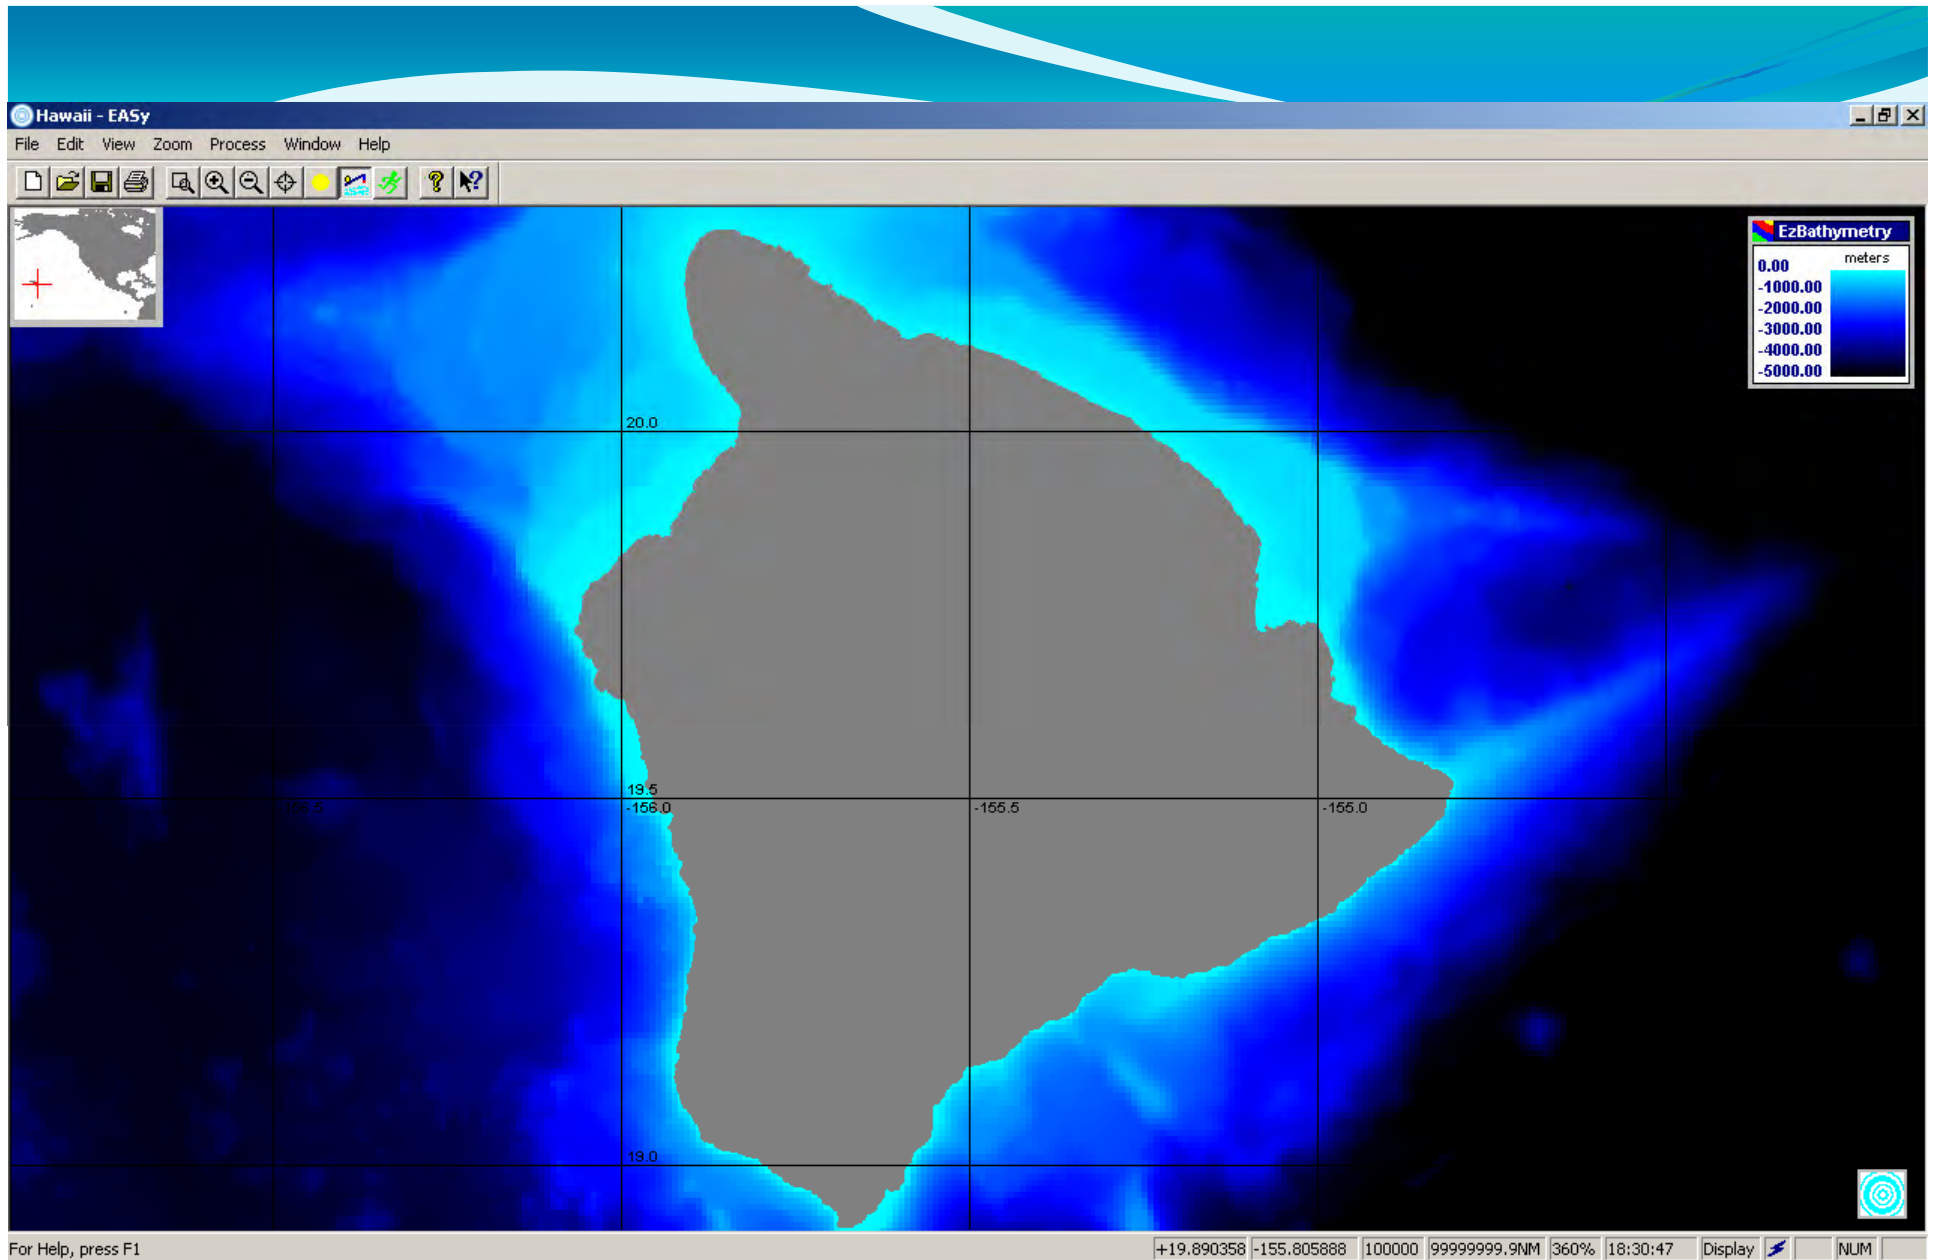 Hawaii - EASy
File Edit View Zoom Process Window Help
EzBathymetry
meters
0.00
-1000.00
-2000.00
-3000.00
-4000.00
-5000.00
20.0
19.5
-156.5 -156.0 -155.5 -155.0
19.0
For Help, press F1 +19.890358 -155.805888 100000 99999999.9NM 360% 18:30:47 Display NUM